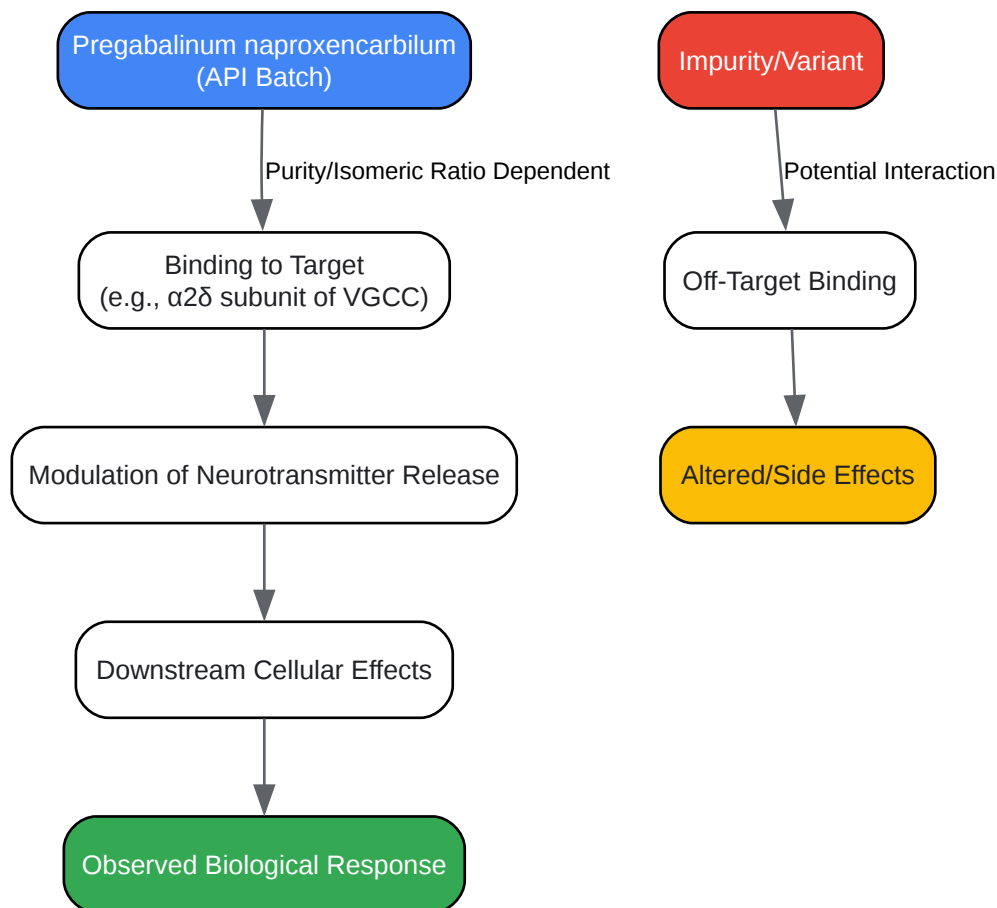 Pregabalinum naproxencarbilum
(API Batch)
Purity/Isomeric Ratio Dependent
Binding to Target
(e.g., α2δ subunit of VGCC)
Modulation of Neurotransmitter Release
Downstream Cellular Effects
Observed Biological Response
Impurity/Variant
Potential Interaction
Off-Target Binding
Altered/Side Effects